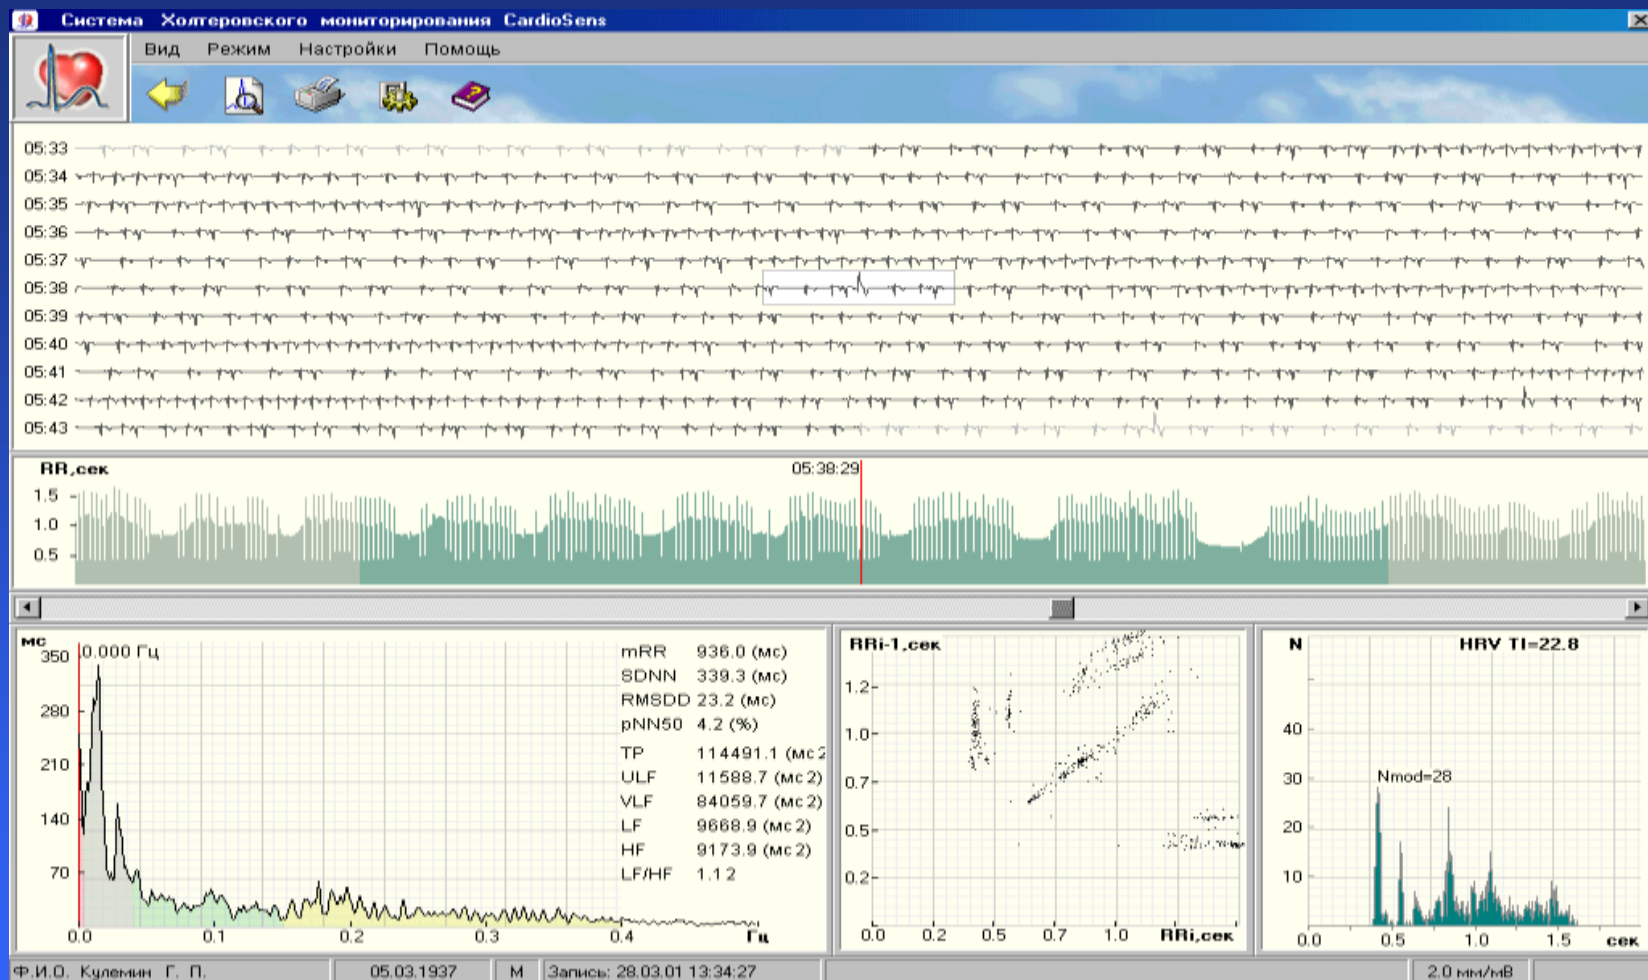 Система Холтеровского мониторирования CardioSens
Вид Режим Настройки Помощь
05:33
05:34
05:35
05:36
05:37
05:38
05:39
05:40
05:41
05:42
05:43
RR,сек
05:38:29
1.5
1.0
0.5
мс
350
0.000 Гц
280
210
140
70
0.0 0.1 0.2 0.3 0.4 Гц
mRR 936.0 (мс)
SDNN 339.3 (мс)
RMSDD 23.2 (мс)
pNN50 4.2 (%)
TP 114491.1 (мс2
ULF 11588.7 (мс2)
VLF 84059.7 (мс2)
LF 9668.9 (мс2)
HF 9173.9 (мс2)
LF/HF 1.12
RRi-1,сек
1.2
1.0
0.7
0.5
0.2
0.0 0.2 0.5 0.7 1.0 RRi,сек
N HRV TI=22.8
40
30
Nmod=28
20
10
0.0 0.5 1.0 1.5 сек
Ф.И.О. Кулемин Г. П. 05.03.1937 М Запись: 28.03.01 13:34:27 2.0 мм/мВ